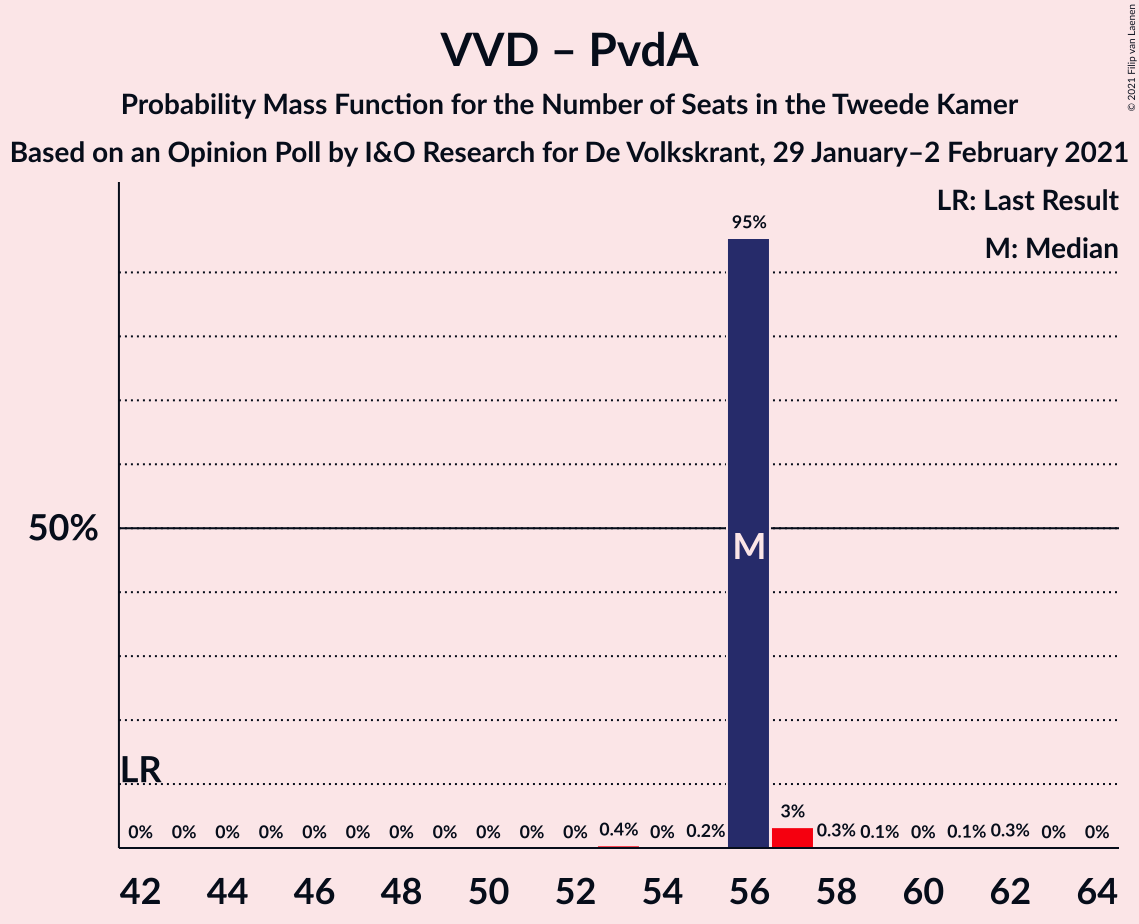 VVD – PvdA
Probability Mass Function for the Number of Seats in the Tweede Kamer
Based on an Opinion Poll by I&O Research for De Volkskrant, 29 January–2 February 2021
© 2021 Filip van Laenen
LR: Last Result
M: Median
95%
50%
M
LR
3%
0% 0% 0% 0% 0% 0% 0% 0% 0% 0% 0% 0.4% 0% 0.2% 0.3% 0.1% 0% 0.1% 0.3% 0% 0%
42 44 46 48 50 52 54 56 58 60 62 64